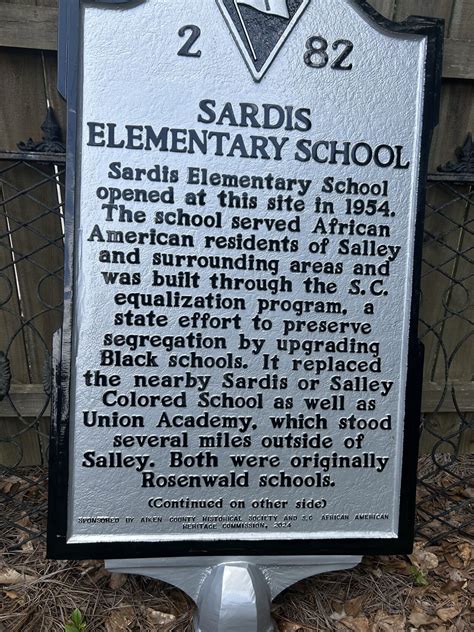 2 82
SARDIS
ELEMENTARY SCHOOL
Sardis Elementary School
opened at this site in 1954.
The school served African
American residents of Salley
and surrounding areas and
was built through the S.C.
equalization program, a
state effort to preserve
segregation by upgrading
Black schools. It replaced
the nearby Sardis or Salley
Colored School as well as
Union Academy, which stood
several miles outside of
Salley. Both were originally
Rosenwald schools.
(Continued on other side)
SPONSORED BY AIKEN COUNTY HISTORICAL SOCIETY AND S.C. AFRICAN AMERICAN
HERITAGE COMMISSION, 2024